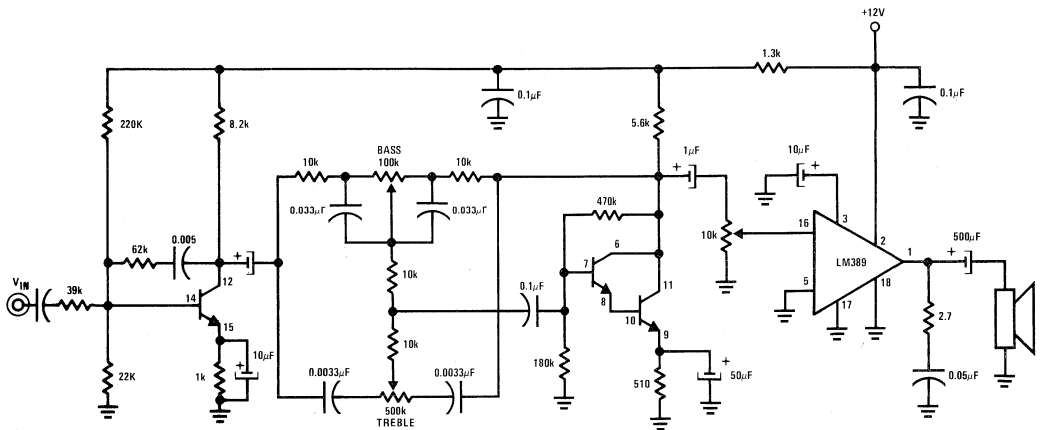 +12V
1.3k
0.1μF
0.1μF
220K
8.2k
5.6k
BASS
100k
10k
10k
1μF
10μF
0.033μF
0.033μF
470k
10k
16
3
2
LM389
1
500μF
62k
0.005
12
6
7
8
11
5
17
18
VIN
39k
14
15
10k
0.1μF
10
9
2.7
10k
22K
1k
10μF
0.0033μF
0.0033μF
180k
510
50μF
0.05μF
500k
TREBLE
+
+
+
+
+
+